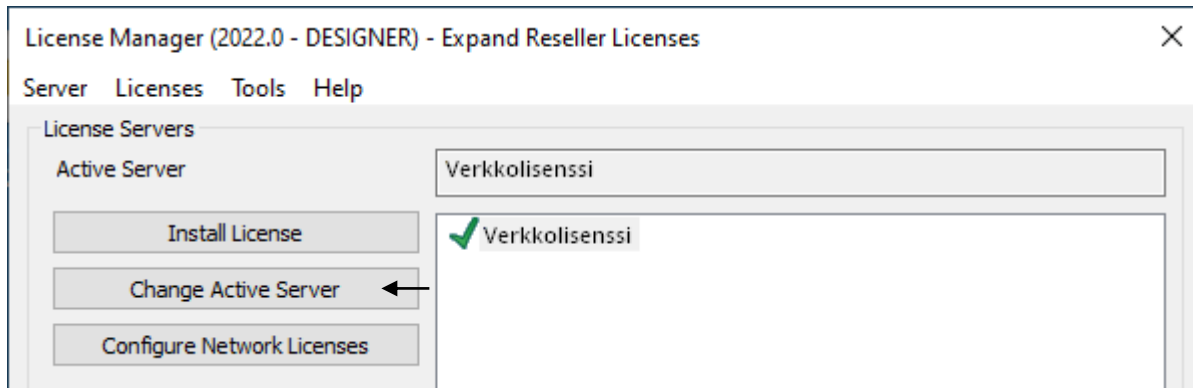 License Manager (2022.0 - DESIGNER) - Expand Reseller Licenses
Server Licenses Tools Help
License Servers
Active Server Verkkolisenssi
Install License
Verkkolisenssi
Change Active Server
Configure Network Licenses